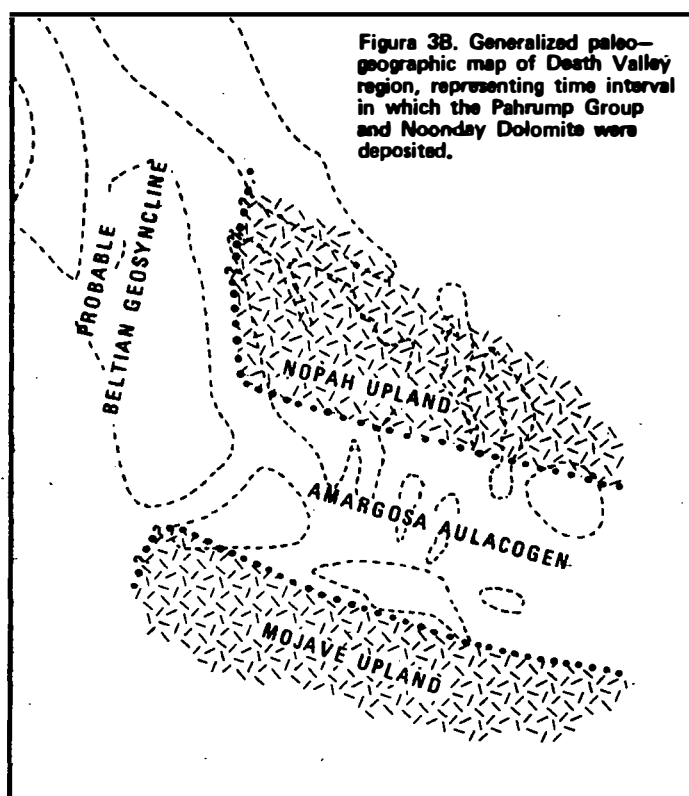 Figura 3B. Generalized paleo-
geographic map of Death Valley
region, representing time interval
in which the Pahrump Group
and Noonday Dolomite were
deposited.
PROBABLE
BELTIAN GEOSYNCLINE
NOPAH UPLAND
AMARGOSA AULACOGEN
MOJAVE UPLAND